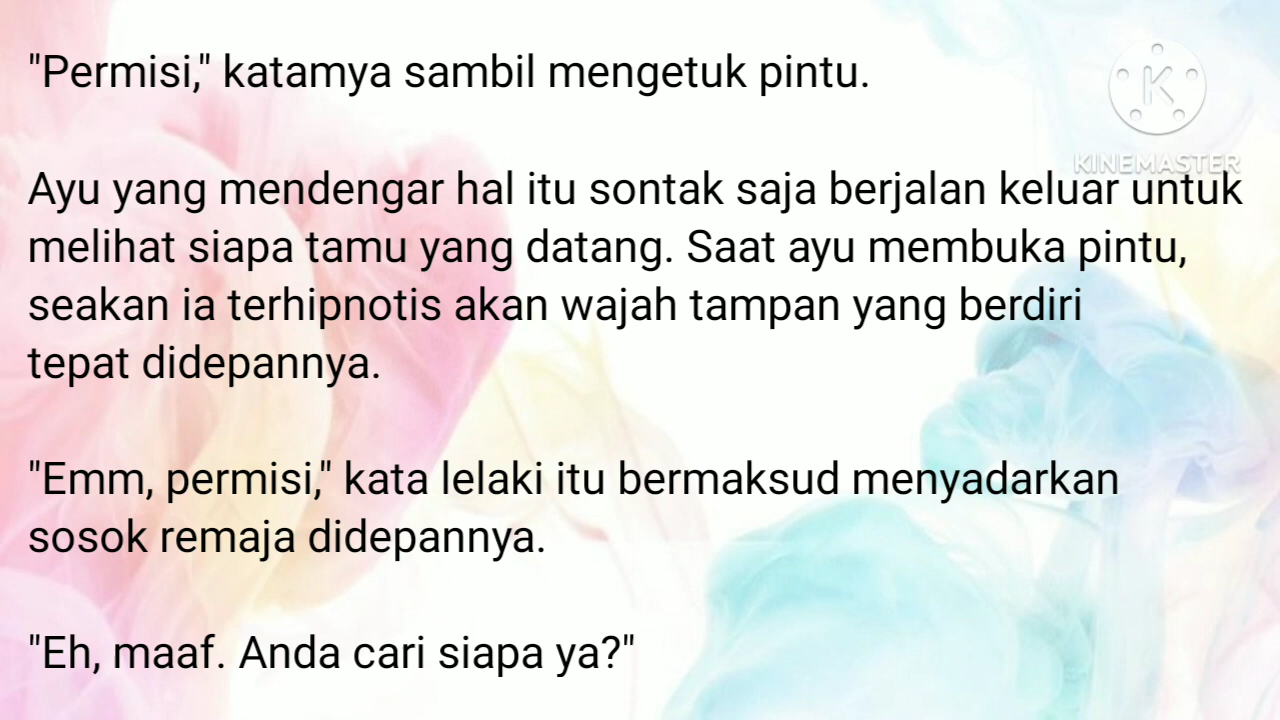 "Permisi," katamya sambil mengetuk pintu.
KINEMASTER
Ayu yang mendengar hal itu sontak saja berjalan keluar untuk
melihat siapa tamu yang datang. Saat ayu membuka pintu,
seakan ia terhipnotis akan wajah tampan yang berdiri
tepat didepannya.
"Emm, permisi," kata lelaki itu bermaksud menyadarkan
sosok remaja didepannya.
"Eh, maaf. Anda cari siapa ya?"